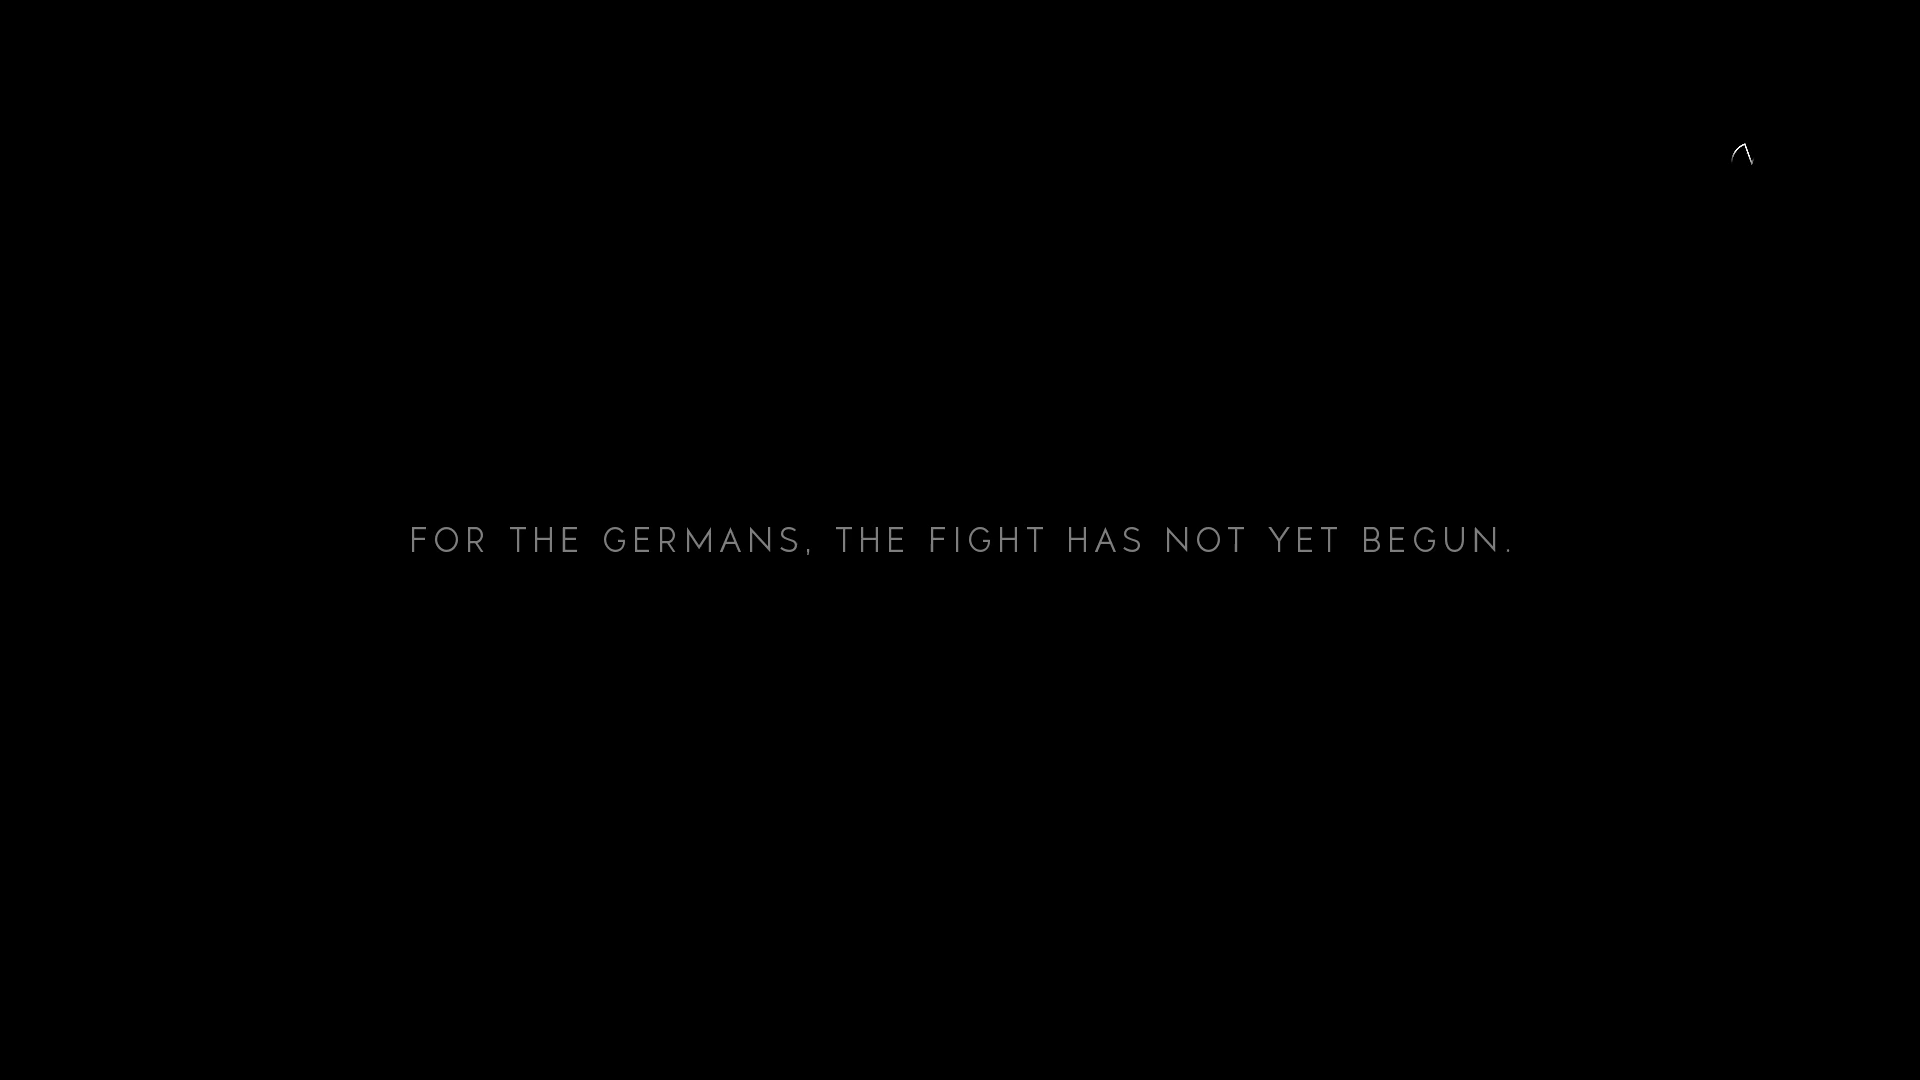 FOR THE GERMANS, THE FIGHT HAS NOT YET BEGUN.